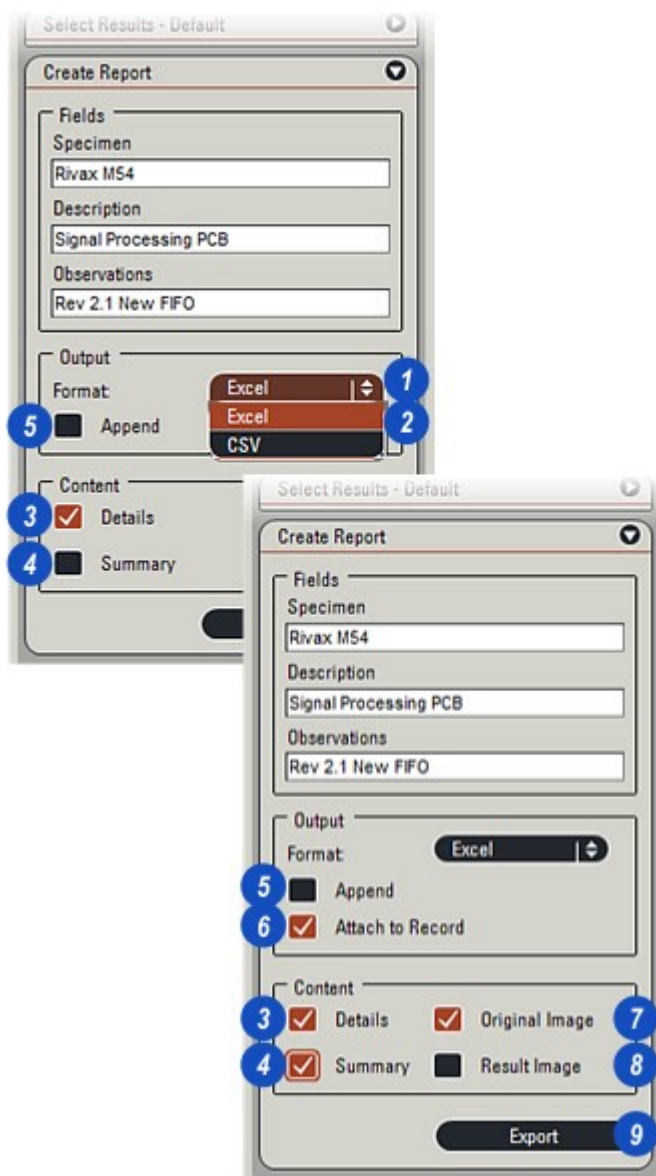 Select Results - Default
Create Report
Fields
Specimen
Rivax M54
Description
Signal Processing PCB
Observations
Rev 2.1 New FIFO
Output
Format: Excel 1
Excel 2
5 Append
CSV
Content
3 Details
4 Summary
Select Results - Default
Create Report
Fields
Specimen
Rivax M54
Description
Signal Processing PCB
Observations
Rev 2.1 New FIFO
Output
Format: Excel
5 Append
6 Attach to Record
Content
3 Details Original Image 7
4 Summary Result Image 8
Export 9